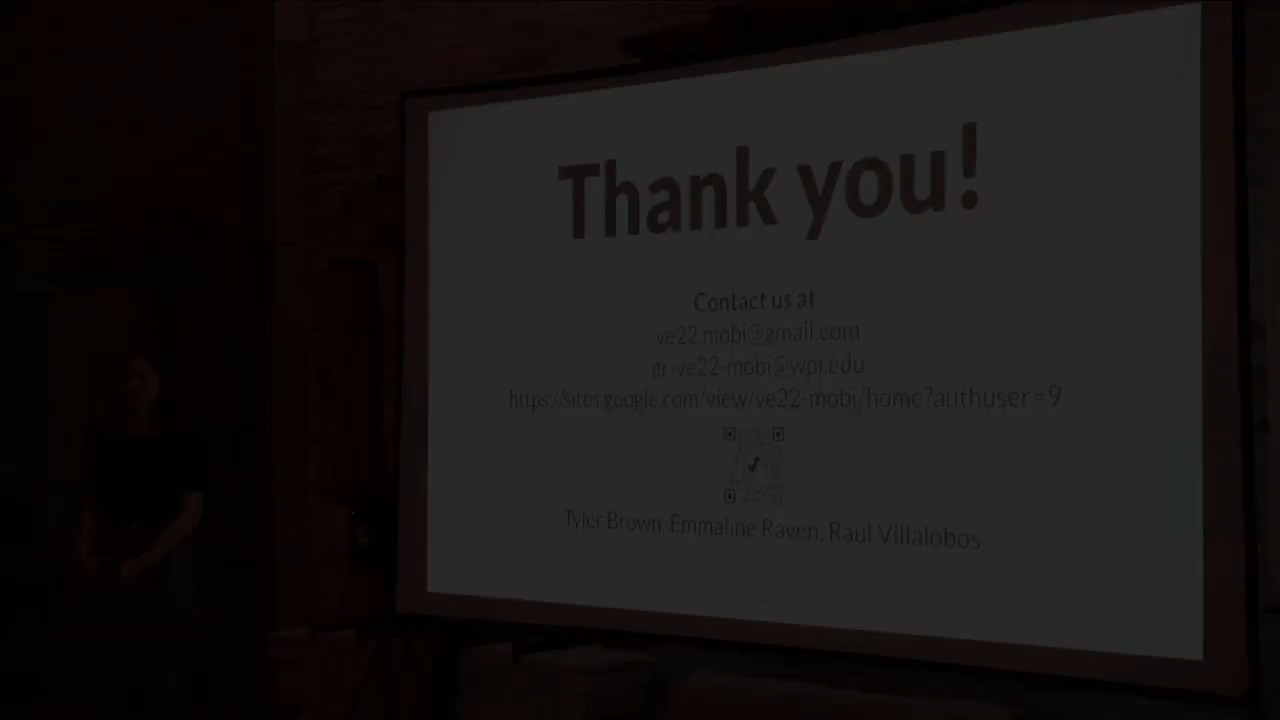 Thank you!
Contact us at
ve22.mobi@gmail.com
gr-ve22-mobi@wpi.edu
https://sites.google.com/view/ve22-mobi/home?authuser=9
Tyler Brown, Emmaline Raven, Raul Villalobos